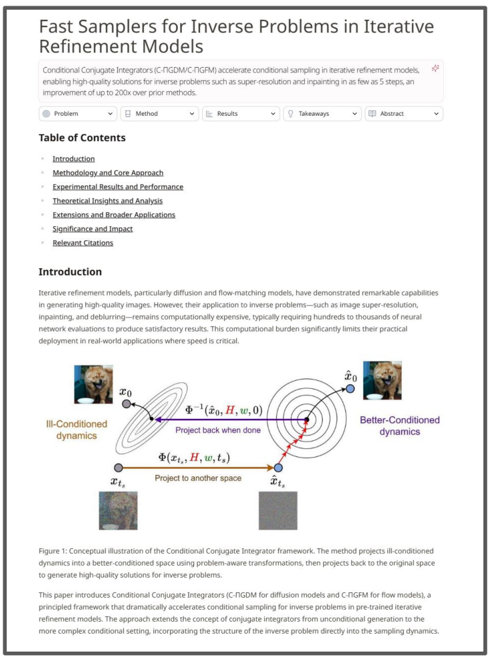 Fast Samplers for Inverse Problems in Iterative
Refinement Models
Conditional Conjugate Integrators (C-ΠGDM/C-ΠGFM) accelerate conditional sampling in iterative refinement models,
enabling high-quality solutions for inverse problems such as super-resolution and inpainting in as few as 5 steps, an
improvement of up to 200x over prior methods.
Problem Method Results Takeaways Abstract
Table of Contents
Introduction
Methodology and Core Approach
Experimental Results and Performance
Theoretical Insights and Analysis
Extensions and Broader Applications
Significance and Impact
Relevant Citations
Introduction
Iterative refinement models, particularly diffusion and flow-matching models, have demonstrated remarkable capabilities
in generating high-quality images. However, their application to inverse problems—such as image super-resolution,
inpainting, and deblurring—remains computationally expensive, typically requiring hundreds to thousands of neural
network evaluations to produce satisfactory results. This computational burden significantly limits their practical
deployment in real-world applications where speed is critical.
x₀
x̂₀
Φ⁻¹(x̂₀, H, w, 0)
Ill-Conditioned
dynamics
Project back when done
Better-Conditioned
dynamics
Φ(x_{t_s}, H, w, t_s)
Project to another space
x_{t_s}
x̂_{t_s}
Figure 1: Conceptual illustration of the Conditional Conjugate Integrator framework. The method projects ill-conditioned
dynamics into a better-conditioned space using problem-aware transformations, then projects back to the original space
to generate high-quality solutions for inverse problems.
This paper introduces Conditional Conjugate Integrators (C-ΠGDM for diffusion models and C-ΠGFM for flow models), a
principled framework that dramatically accelerates conditional sampling for inverse problems in pre-trained iterative
refinement models. The approach extends the concept of conjugate integrators from unconditional generation to the
more complex conditional setting, incorporating the structure of the inverse problem directly into the sampling dynamics.